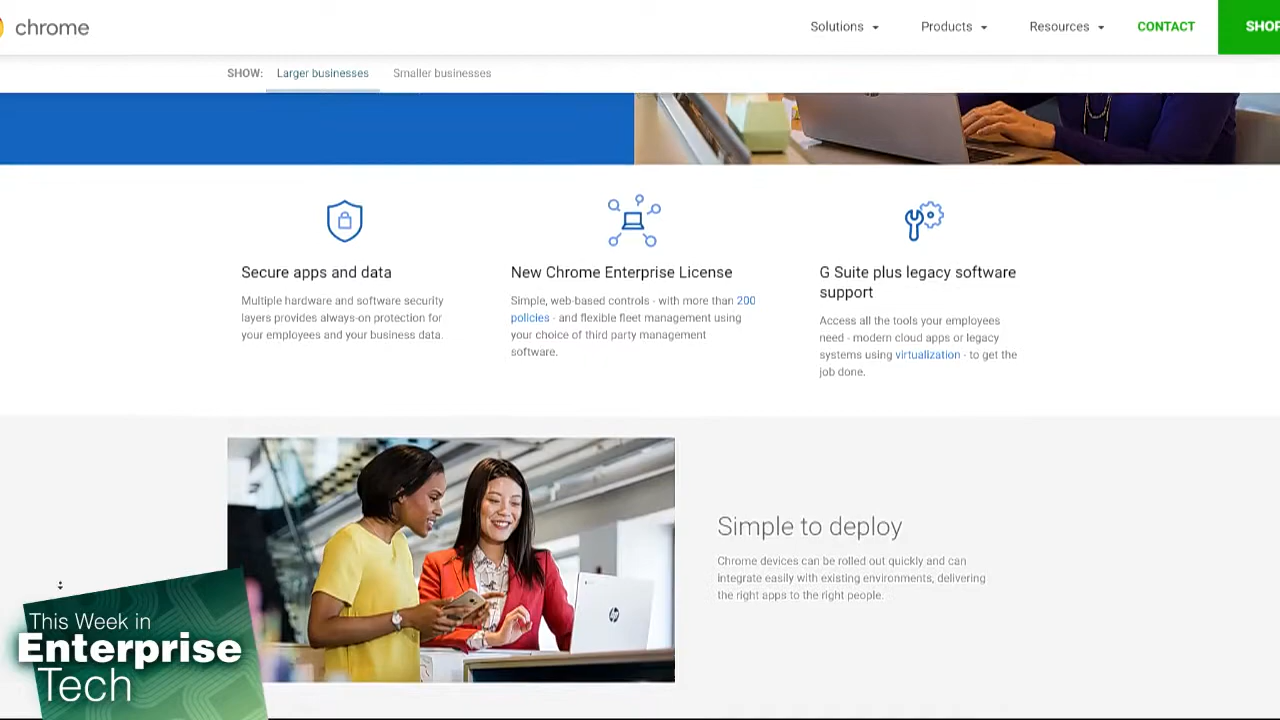 chrome
Solutions
Products
Resources
CONTACT
SHOP
SHOW:
Larger businesses
Smaller businesses
Secure apps and data
Multiple hardware and software security
layers provides always-on protection for
your employees and your business data.
New Chrome Enterprise License
Simple, web-based controls - with more than 200
policies - and flexible fleet management using
your choice of third party management
software.
G Suite plus legacy software
support
Access all the tools your employees
need - modern cloud apps or legacy
systems using virtualization - to get the
job done.
hp
Simple to deploy
Chrome devices can be rolled out quickly and can
integrate easily with existing environments, delivering
the right apps to the right people.
This Week in
Enterprise
Tech